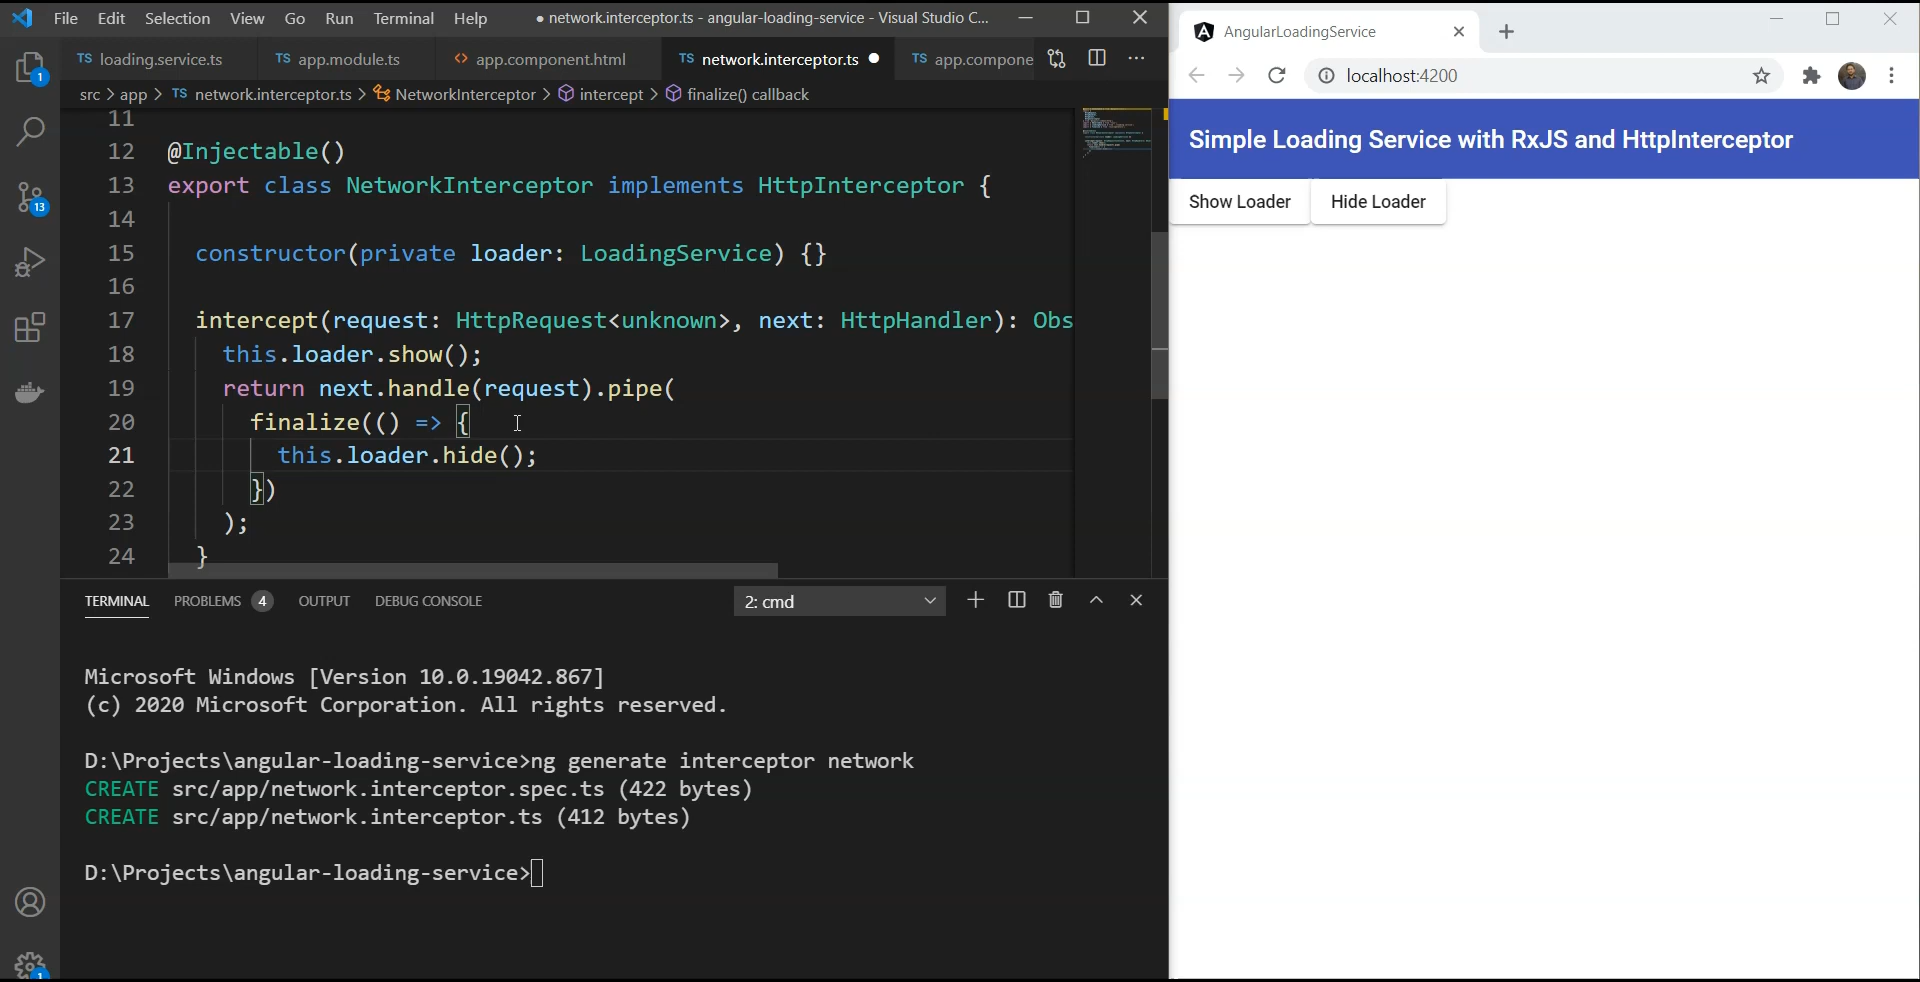 File Edit Selection View Go Run Terminal Help ● network.interceptor.ts - angular-loading-service - Visual Studio C...
TS loading.service.ts TS app.module.ts <> app.component.html TS network.interceptor.ts ● TS app.compone
src > app > TS network.interceptor.ts > NetworkInterceptor > intercept > finalize() callback
11
12 @Injectable()
13 export class NetworkInterceptor implements HttpInterceptor {
14
15 constructor(private loader: LoadingService) {}
16
17 intercept(request: HttpRequest<unknown>, next: HttpHandler): Obs
18 this.loader.show();
19 return next.handle(request).pipe(
20 finalize(() => {
21 this.loader.hide();
22 })
23 );
24 }
1
13
1
TERMINAL PROBLEMS 4 OUTPUT DEBUG CONSOLE 2: cmd
Microsoft Windows [Version 10.0.19042.867]
(c) 2020 Microsoft Corporation. All rights reserved.
D:\Projects\angular-loading-service>ng generate interceptor network
CREATE src/app/network.interceptor.spec.ts (422 bytes)
CREATE src/app/network.interceptor.ts (412 bytes)
D:\Projects\angular-loading-service>
AngularLoadingService
localhost:4200
Simple Loading Service with RxJS and HttpInterceptor
Show Loader Hide Loader